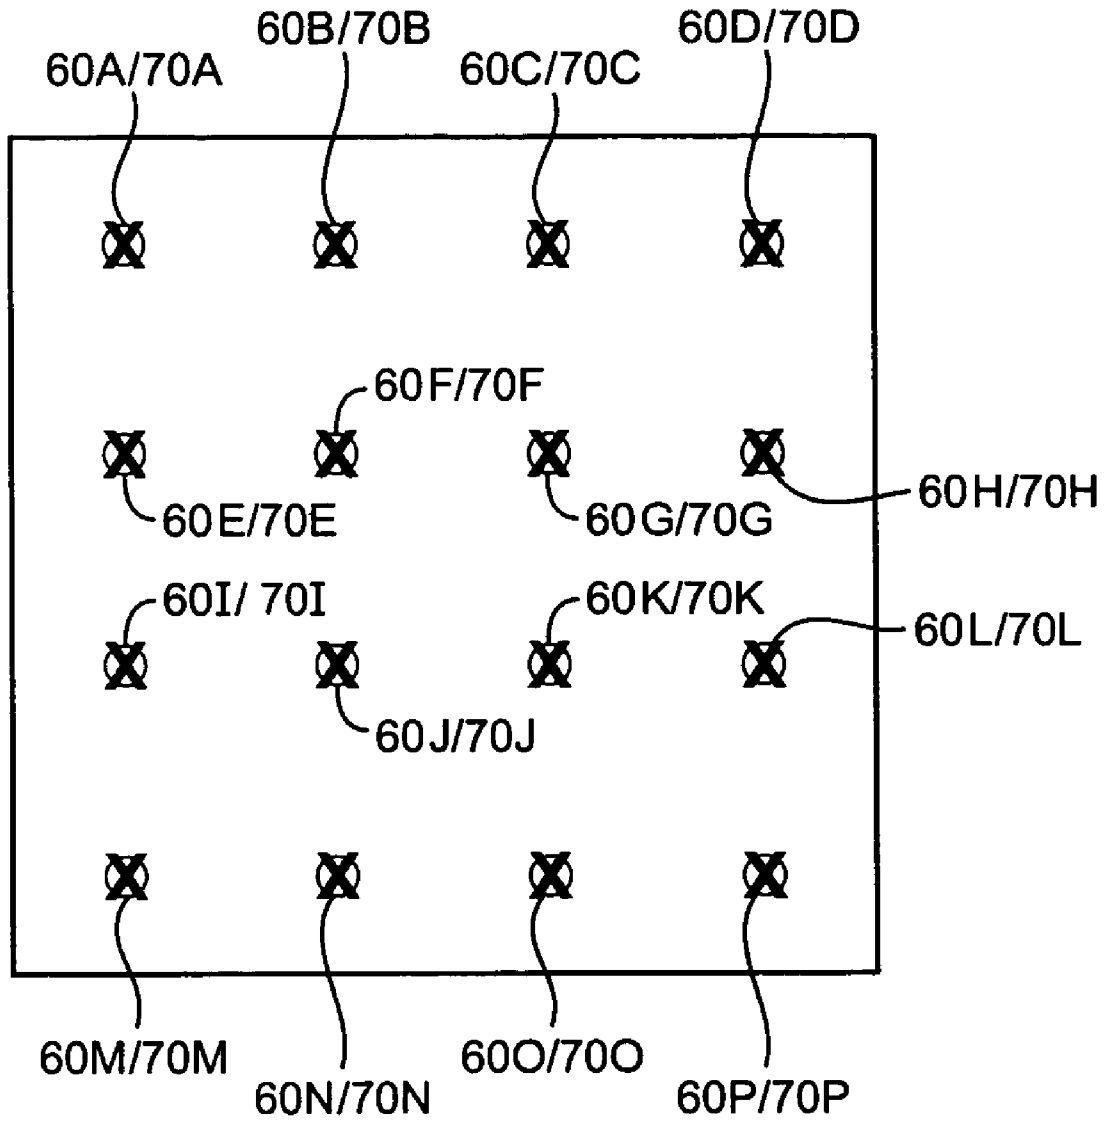 60B/70B
60D/70D
60A/70A
60C/70C
X X X X
60F/70F
X X X X
60H/70H
60E/70E
60G/70G
60I/ 70I
60K/70K
60L/70L
X X X X
60J/70J
X X X X
60M/70M
60O/70O
60N/70N
60P/70P